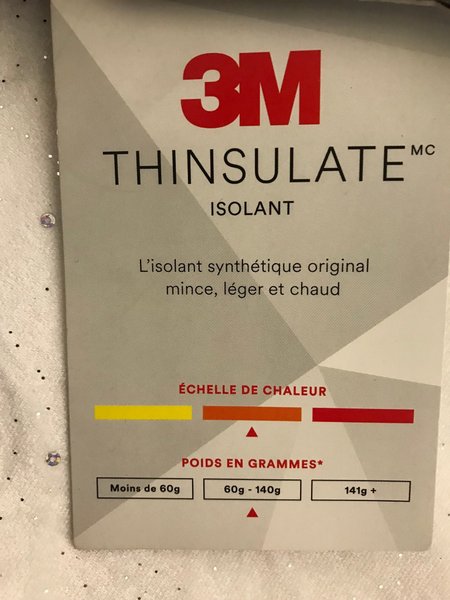 3M
THINSULATE MC
ISOLANT
L'isolant synthétique original
mince, léger et chaud
ÉCHELLE DE CHALEUR
POIDS EN GRAMMES*
Moins de 60g 60g - 140g 141g +